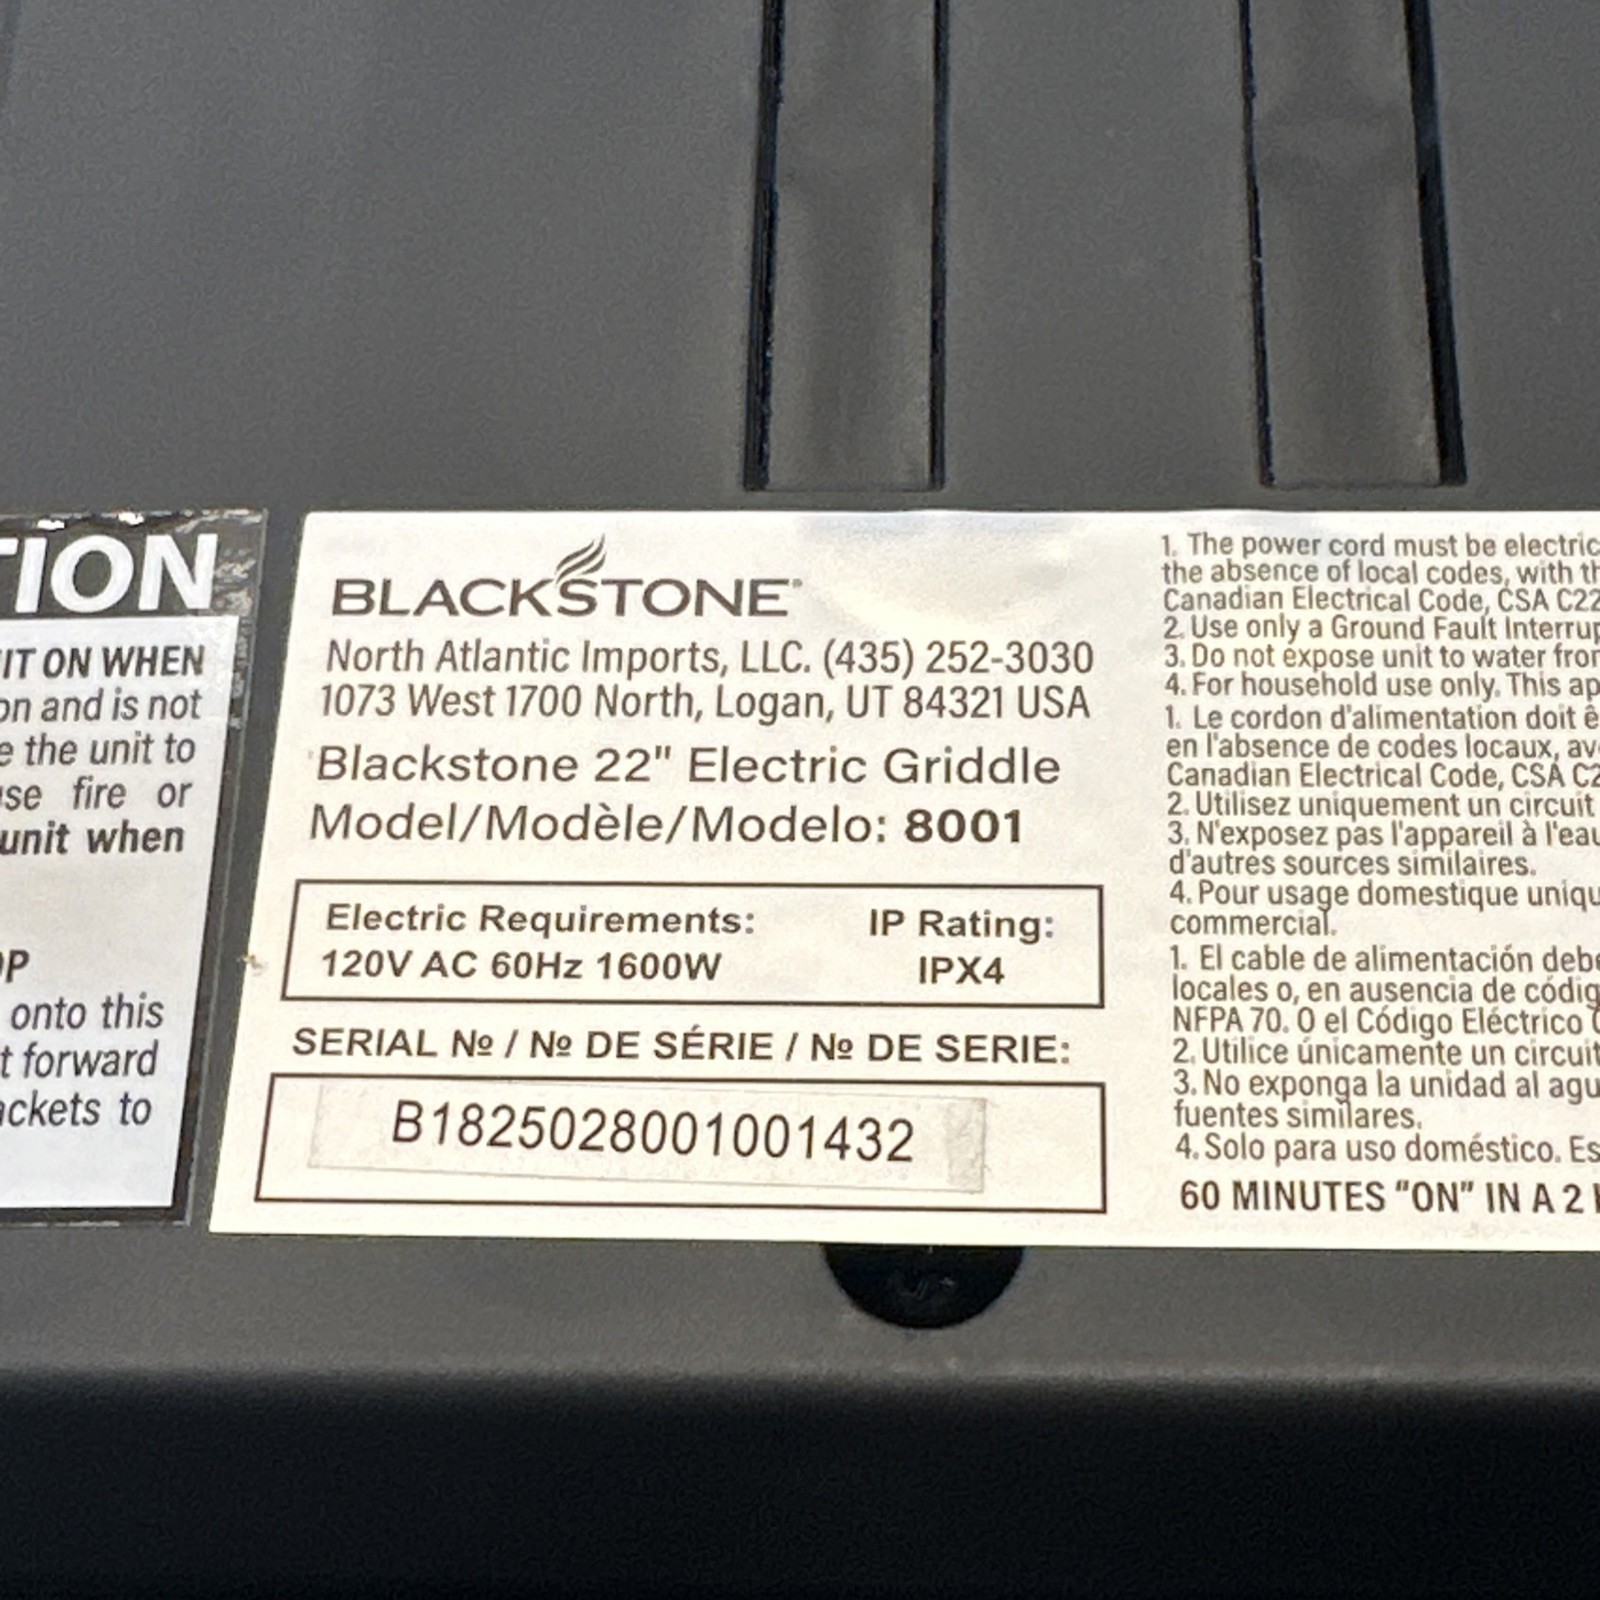 TION
IT ON WHEN
on and is not
e the unit to
se fire or
unit when
OP
onto this
t forward
ackets to
BLACKSTONE
North Atlantic Imports, LLC. (435) 252-3030
1073 West 1700 North, Logan, UT 84321 USA
Blackstone 22" Electric Griddle
Model/Modèle/Modelo: 8001
Electric Requirements:
120V AC 60Hz 1600W
IP Rating:
IPX4
SERIAL № / № DE SÉRIE / № DE SERIE:
B1825028001001432
1. The power cord must be electric
the absence of local codes, with th
Canadian Electrical Code, CSA C22
2. Use only a Ground Fault Interrup
3. Do not expose unit to water from
4. For household use only. This ap
1. Le cordon d'alimentation doit ê
en l'absence de codes locaux, av
Canadian Electrical Code, CSA C2
2. Utilisez uniquement un circuit
3. N'exposez pas l'appareil à l'eau
d'autres sources similaires.
4. Pour usage domestique uniqu
commercial.
1. El cable de alimentación debe
locales o, en ausencia de códig
NFPA 70. O el Código Eléctrico C
2. Utilice únicamente un circuit
3. No exponga la unidad al agu
fuentes similares.
4. Solo para uso doméstico. Es
60 MINUTES "ON" IN A 2